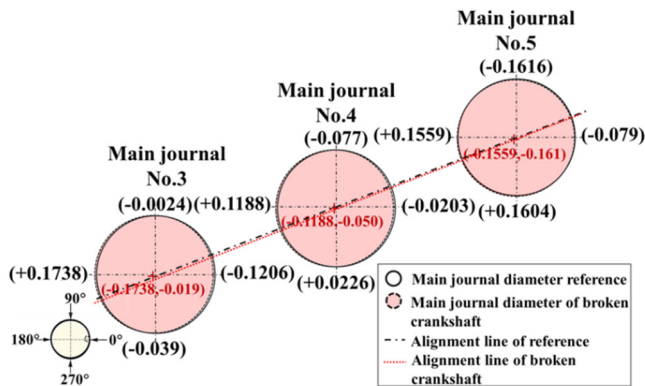 Main journal
No.5
(-0.1616)
Main journal
No.4
(-0.077)
(+0.1559)
(-0.079)
(-0.1559,-0.161)
Main journal
No.3
(-0.0024)
(+0.1188)
(-0.0203)
(+0.1604)
(-0.1188,-0.050)
(+0.1738)
(-0.1206)
(+0.0226)
(-0.1738,-0.019)
90°
180°
0°
270°
(-0.039)
Main journal diameter reference
Main journal diameter of broken
crankshaft
Alignment line of reference
Alignment line of broken
crankshaft